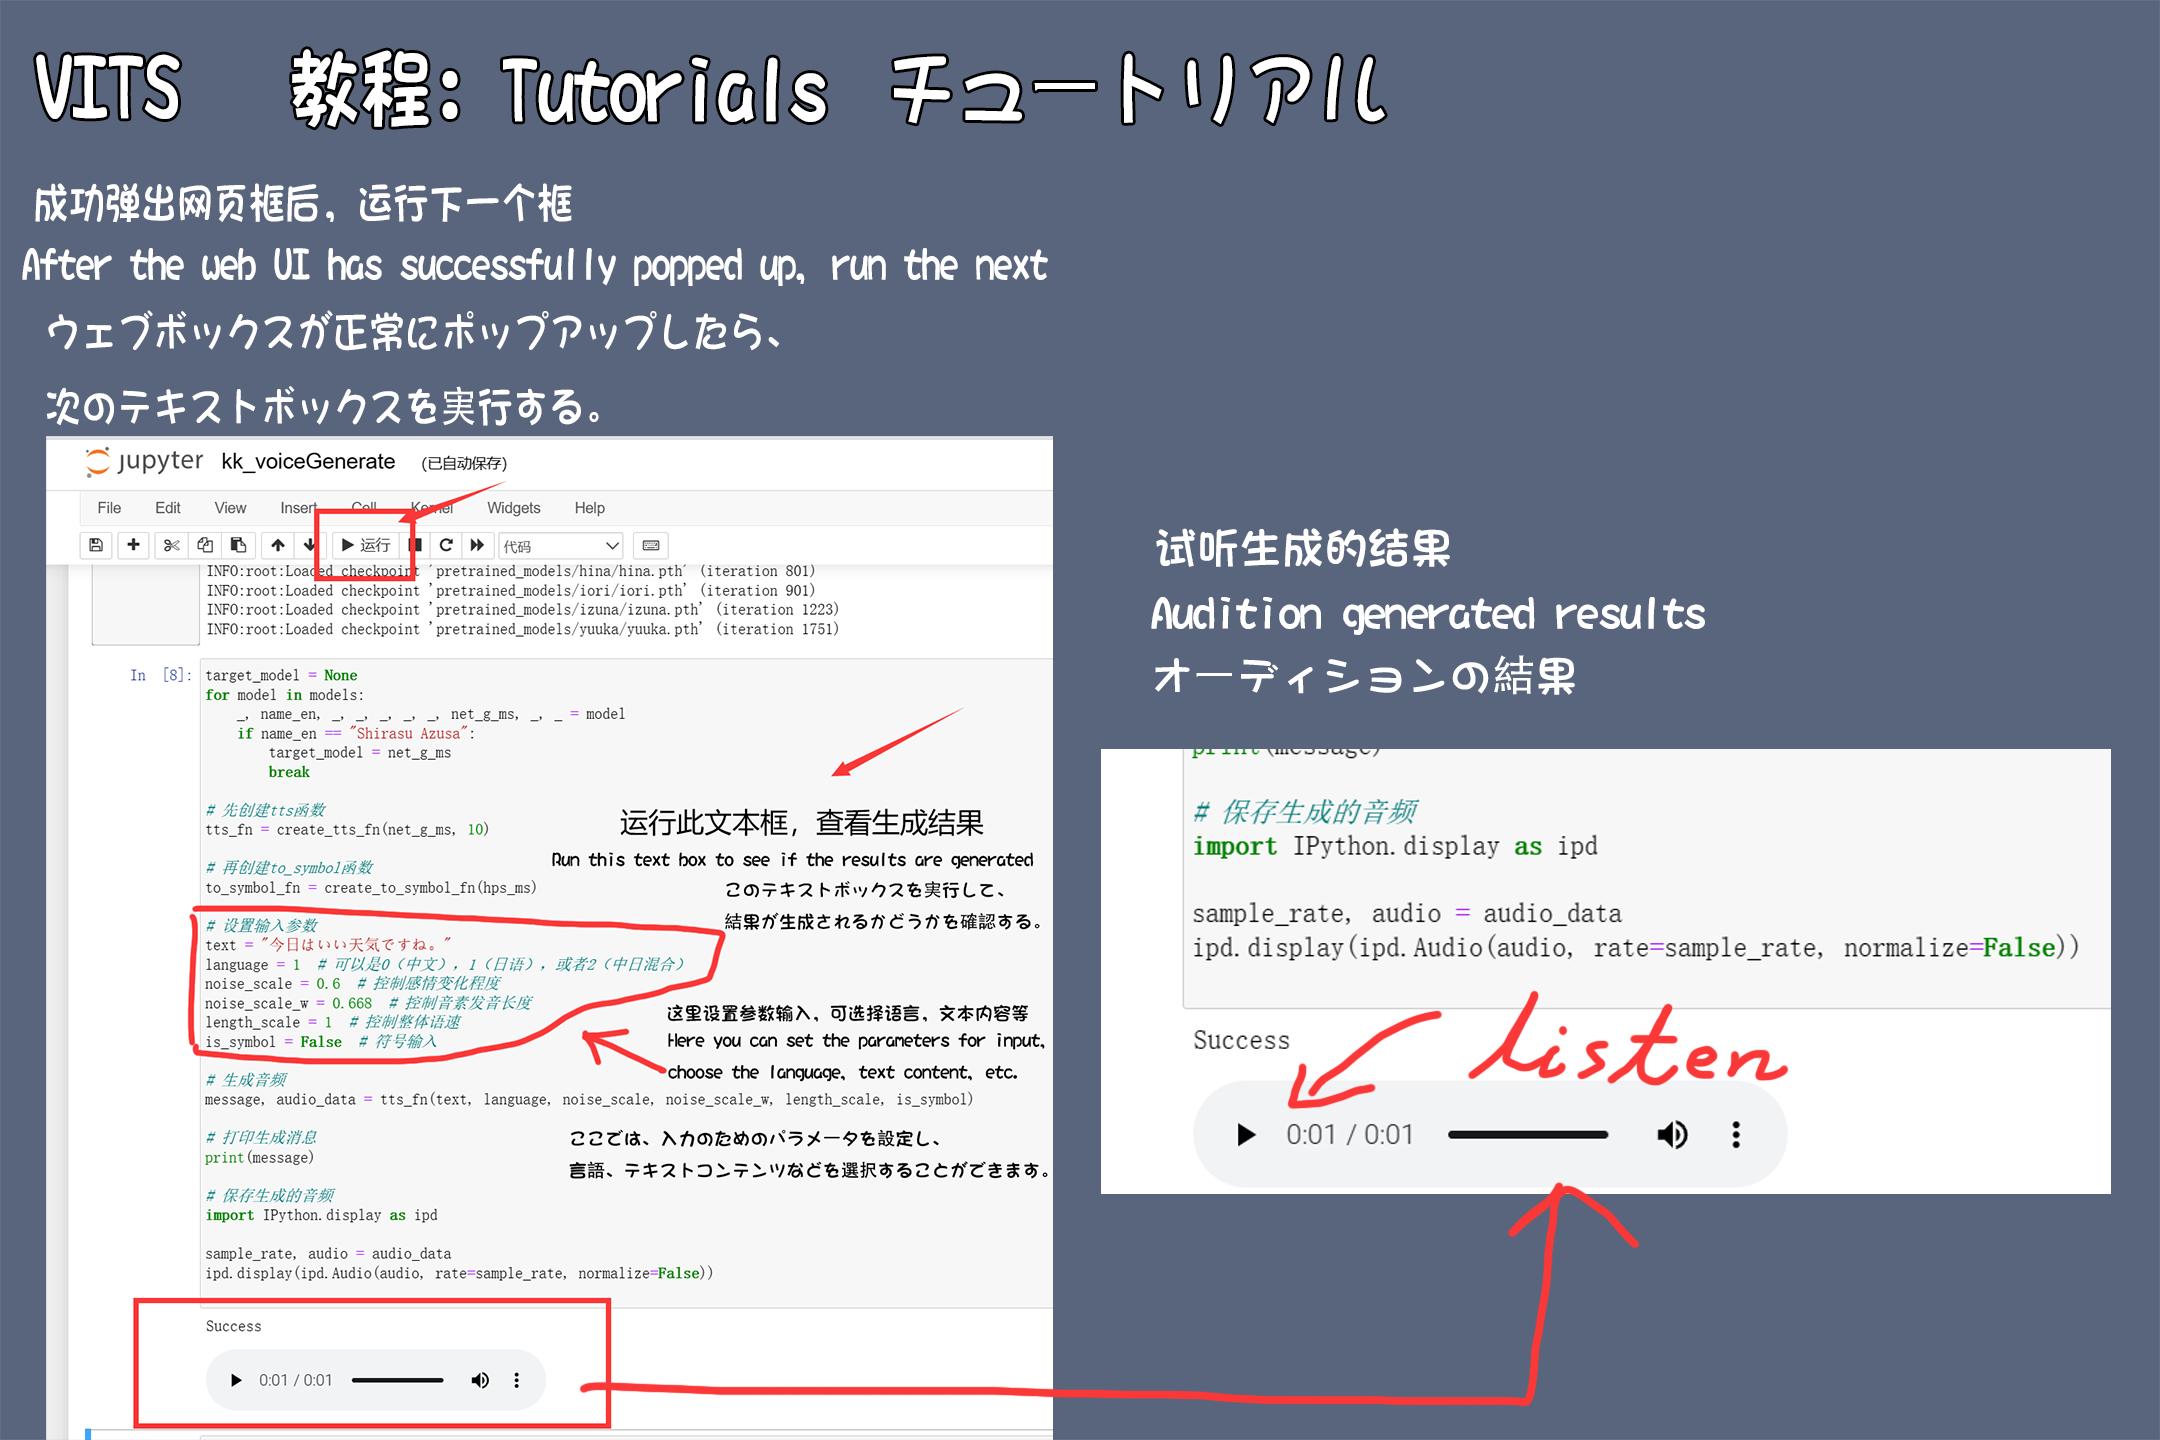 VITS 教程: Tutorials チュートリアル
成功弹出网页框后, 运行下一个框
After the web UI has successfully popped up, run the next
ウェブボックスが正常にポップアップしたら、
次のテキストボックスを実行する。
jupyter kk_voiceGenerate (已自动保存)
File Edit View Insert Cell Kernel Widgets Help
运行 代码
INFO:root:Loaded checkpoint 'pretrained_models/hina/hina.pth' (iteration 801)
INFO:root:Loaded checkpoint 'pretrained_models/iori/iori.pth' (iteration 901)
INFO:root:Loaded checkpoint 'pretrained_models/izuna/izuna.pth' (iteration 1223)
INFO:root:Loaded checkpoint 'pretrained_models/yuuka/yuuka.pth' (iteration 1751)
In [8]:
target_model = None
for model in models:
_, name_en, _, _, _, _, _, net_g_ms, _, _ = model
if name_en == "Shirasu Azusa":
target_model = net_g_ms
break
# 先创建tts函数
tts_fn = create_tts_fn(net_g_ms, 10)
# 再创建to_symbol函数
to_symbol_fn = create_to_symbol_fn(hps_ms)
# 设置输入参数
text = "今日はいい天気ですね。"
language = 1 # 可以是0（中文），1（日语），或者2（中日混合）
noise_scale = 0.6 # 控制感情变化程度
noise_scale_w = 0.668 # 控制音素发音长度
length_scale = 1 # 控制整体语速
is_symbol = False # 符号输入
# 生成音频
message, audio_data = tts_fn(text, language, noise_scale, noise_scale_w, length_scale, is_symbol)
# 打印生成消息
print(message)
# 保存生成的音频
import IPython.display as ipd
sample_rate, audio = audio_data
ipd.display(ipd.Audio(audio, rate=sample_rate, normalize=False))
Success
0:01 / 0:01
运行此文本框，查看生成结果
Run this text box to see if the results are generated
このテキストボックスを実行して、
結果が生成されるかどうかを確認する。
这里设置参数输入, 可选择语言, 文本内容等
Here you can set the parameters for input,
choose the language, text content, etc.
ここでは、入力のためのパラメータを設定し、
言語、テキストコンテンツなどを選択することができます。
试听生成的结果
Audition generated results
オーディションの結果
print(message)
# 保存生成的音频
import IPython.display as ipd
sample_rate, audio = audio_data
ipd.display(ipd.Audio(audio, rate=sample_rate, normalize=False))
Success
listen
0:01 / 0:01